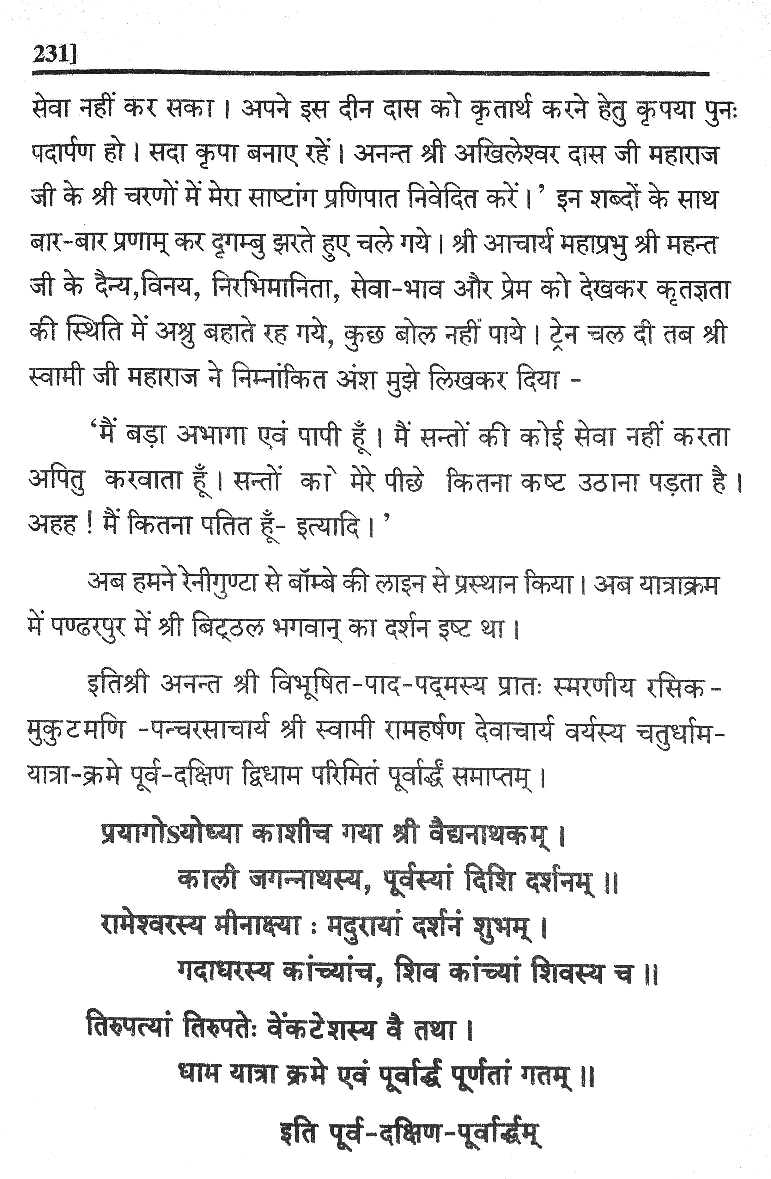 231]
सेवा नहीं कर सका । अपने इस दीन दास को कृतार्थ करने हेतु कृपया पुनः
पदार्पण हो । सदा कृपा बनाए रहें । अनन्त श्री अखिलेश्वर दास जी महाराज
जी के श्री चरणों में मेरा साष्टांग प्रणिपात निवेदित करें । ’ इन शब्दों के साथ
बार-बार प्रणाम् कर दृगम्बु झरते हुए चले गये । श्री आचार्य महाप्रभु श्री महन्त
जी के दैन्य,विनय, निरभिमानिता, सेवा-भाव और प्रेम को देखकर कृतज्ञता
की स्थिति में अश्रु बहाते रह गये, कुछ बोल नहीं पाये । ट्रेन चल दी तब श्री
स्वामी जी महाराज ने निम्नांकित अंश मुझे लिखकर दिया -
‘मैं बड़ा अभागा एवं पापी हूँ । मैं सन्तों की कोई सेवा नहीं करता
अपितु करवाता हूँ । सन्तों को मेरे पीछे कितना कष्ट उठाना पड़ता है ।
अहह ! मैं कितना पतित हूँ- इत्यादि । ’
अब हमने रेनीगुण्टा से बॉम्बे की लाइन से प्रस्थान किया । अब यात्राक्रम
में पण्ढरपुर में श्री बिट्ठल भगवान् का दर्शन इष्ट था ।
इतिश्री अनन्त श्री विभूषित-पाद-पद्मस्य प्रातः स्मरणीय रसिक -
मुकुटमणि -पन्चरसाचार्य श्री स्वामी रामहर्षण देवाचार्य वर्यस्य चतुर्धाम-
यात्रा-क्रमे पूर्व-दक्षिण द्विधाम परिमितं पूर्वार्द्धं समाप्तम् ।
प्रयागोऽयोध्या काशीच गया श्री वैद्यनाथकम् ।
काली जगन्नाथस्य, पूर्वस्यां दिशि दर्शनम् ॥
रामेश्वरस्य मीनाक्ष्या : मदुरायां दर्शनं शुभम् ।
गदाधरस्य कांच्यांच, शिव कांच्यां शिवस्य च ॥
तिरुपत्यां तिरुपतेः वेंकटेशस्य वै तथा ।
धाम यात्रा क्रमे एवं पूर्वार्द्ध पूर्णतां गतम् ॥
इति पूर्व-दक्षिण-पूर्वार्द्धम्